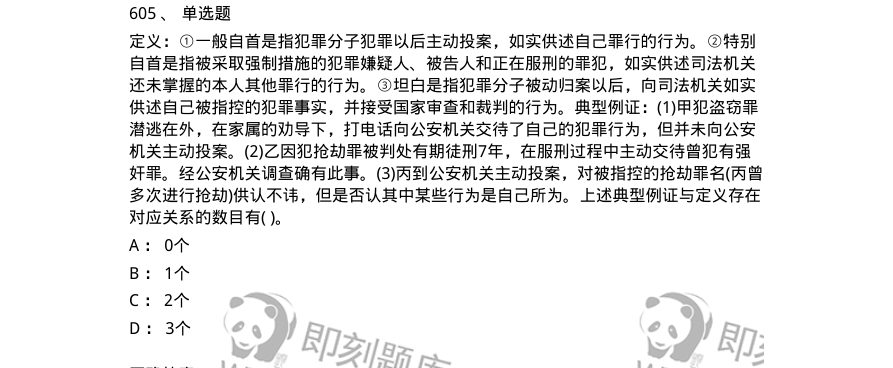 605 、 单选题
定义：①一般自首是指犯罪分子犯罪以后主动投案，如实供述自己罪行的行为。②特别
自首是指被采取强制措施的犯罪嫌疑人、被告人和正在服刑的罪犯，如实供述司法机关
还未掌握的本人其他罪行的行为。③坦白是指犯罪分子被动归案以后，向司法机关如实
供述自己被指控的犯罪事实，并接受国家审查和裁判的行为。典型例证：(1)甲犯盗窃罪
潜逃在外，在家属的劝导下，打电话向公安机关交待了自己的犯罪行为，但并未向公安
机关主动投案。(2)乙因犯抢劫罪被判处有期徒刑7年，在服刑过程中主动交待曾犯有强
奸罪。经公安机关调查确有此事。(3)丙到公安机关主动投案，对被指控的抢劫罪名(丙曾
多次进行抢劫)供认不讳，但是否认其中某些行为是自己所为。上述典型例证与定义存在
对应关系的数目有( )。
A ： 0个
B ： 1个
C ： 2个
D ： 3个
即刻题库
即刻